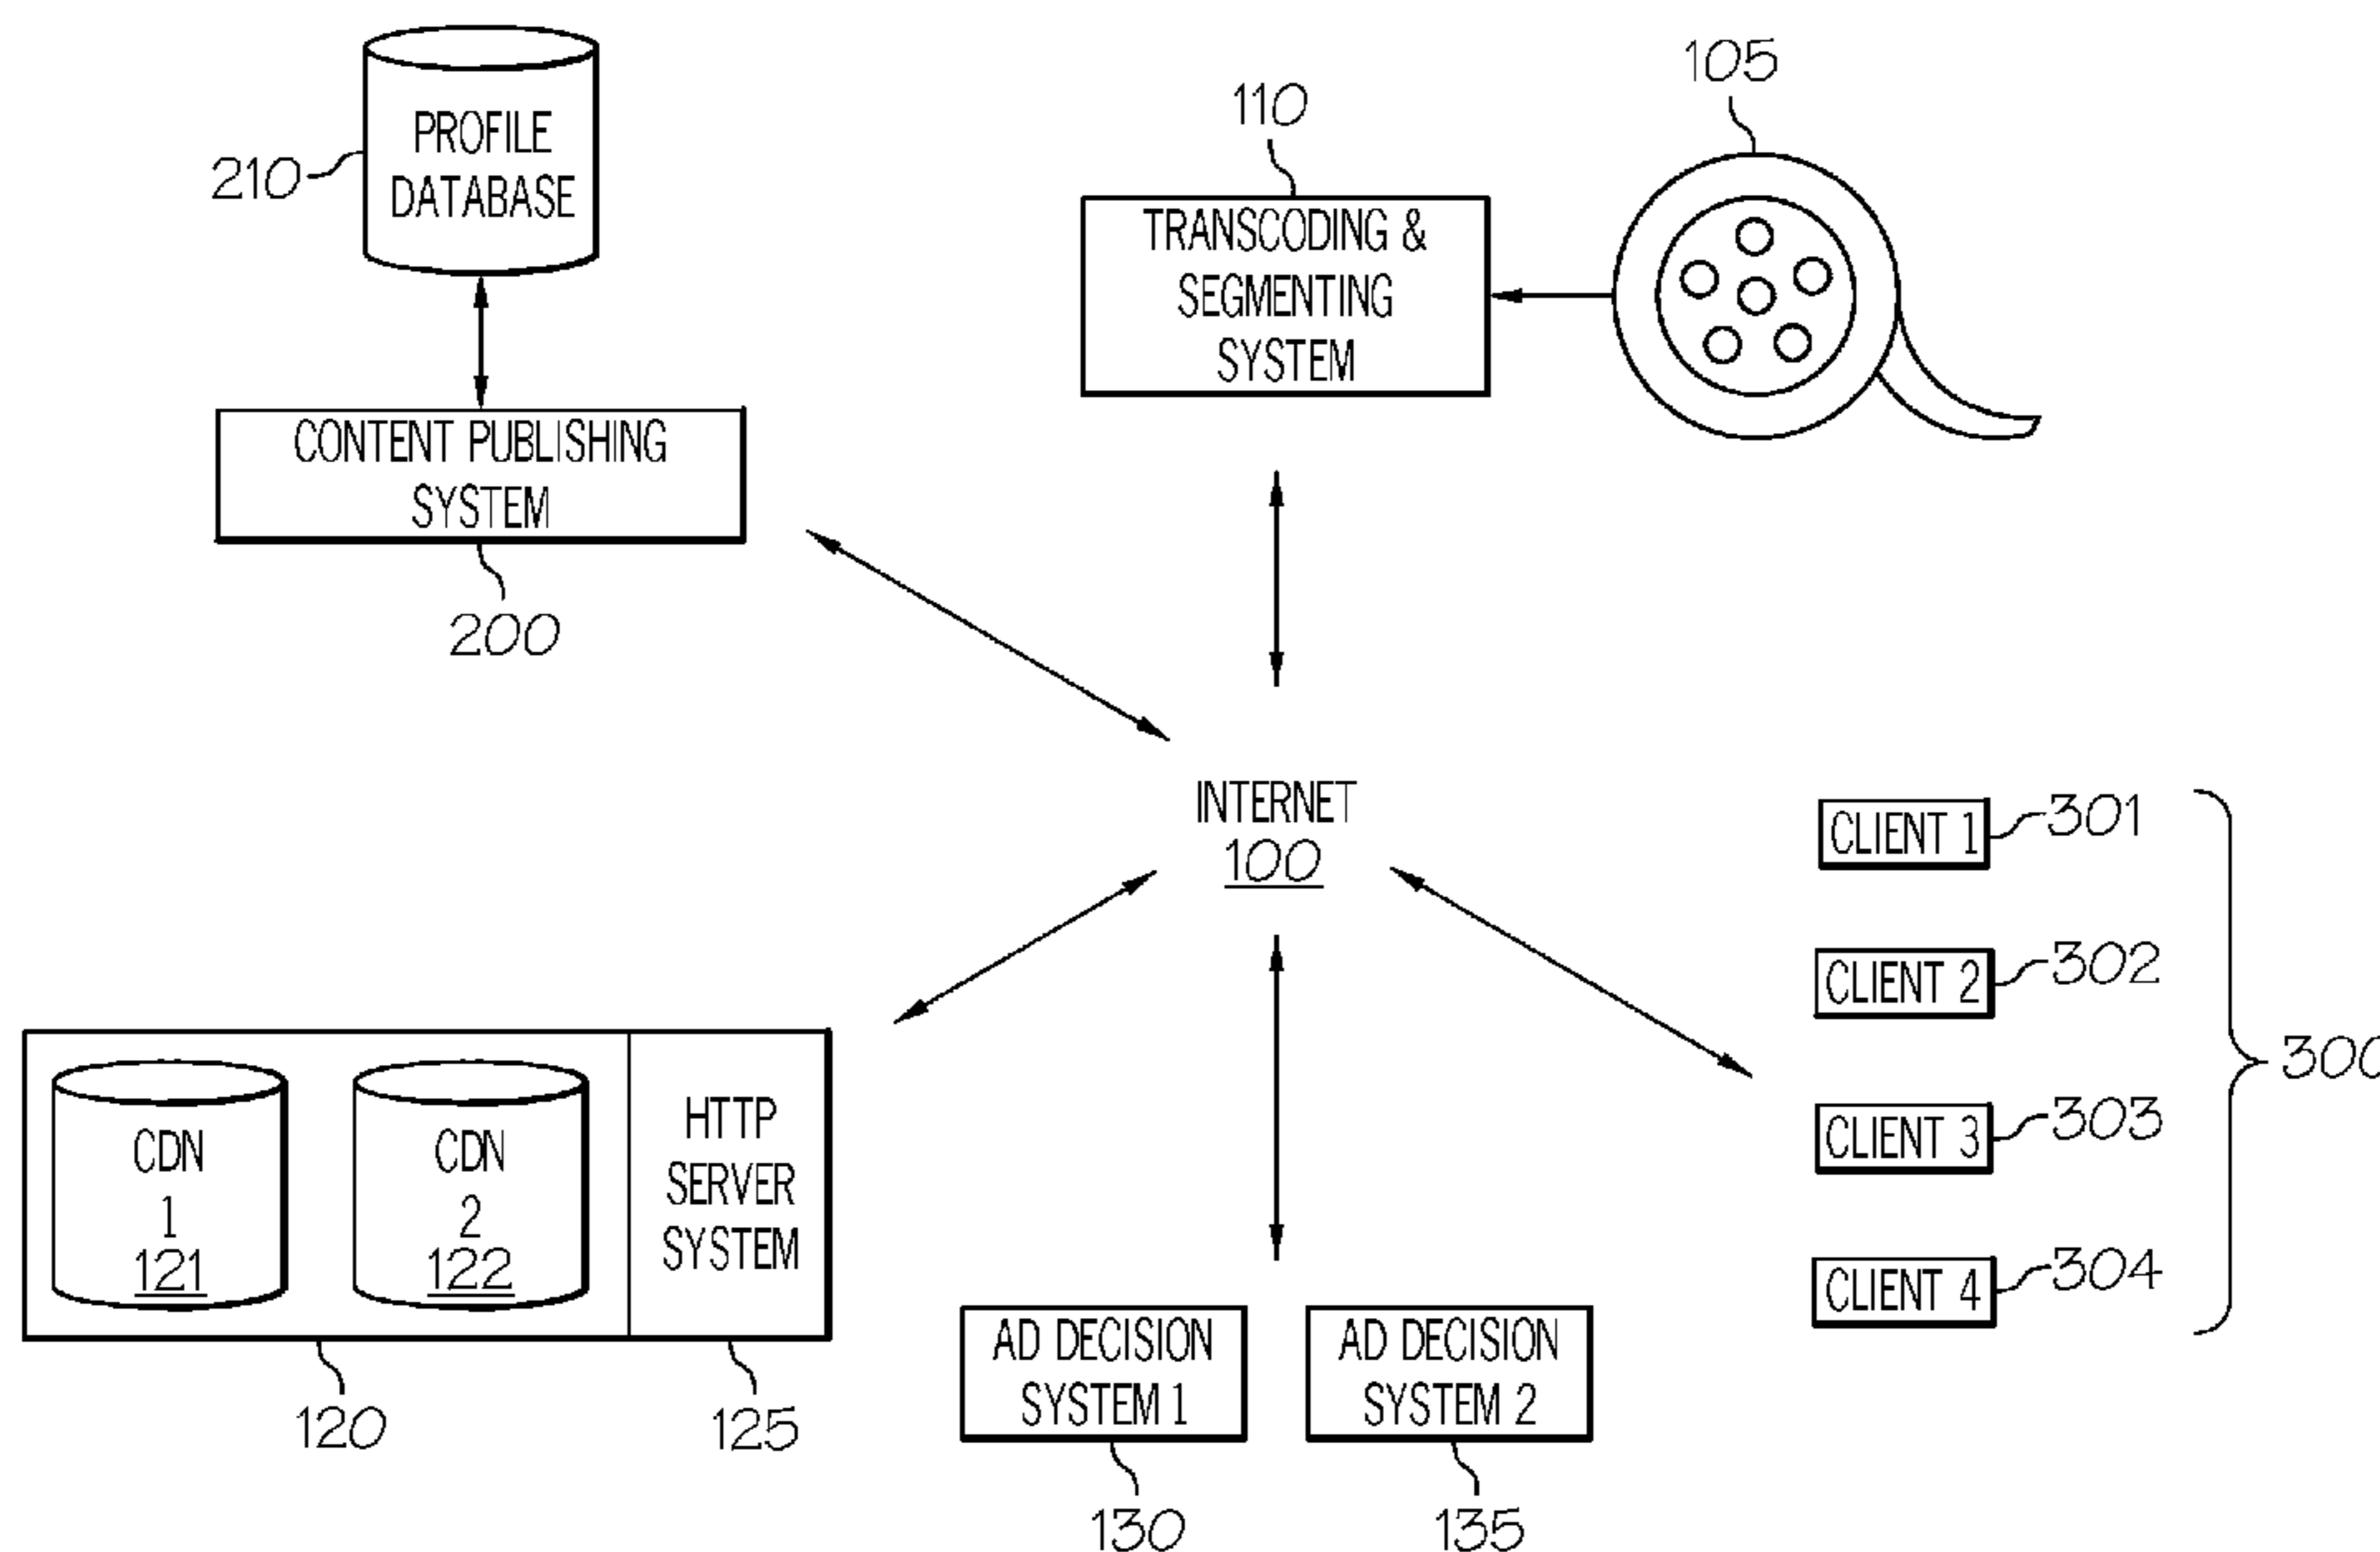 105
110
PROFILE
DATABASE
210
TRANSCODING &
SEGMENTING
SYSTEM
CONTENT PUBLISHING
SYSTEM
200
INTERNET
100
CLIENT 1
301
CLIENT 2
302
300
CLIENT 3
303
CLIENT 4
304
CDN
1
121
CDN
2
122
HTTP
SERVER
SYSTEM
120
125
AD DECISION
SYSTEM 1
AD DECISION
SYSTEM 2
130
135